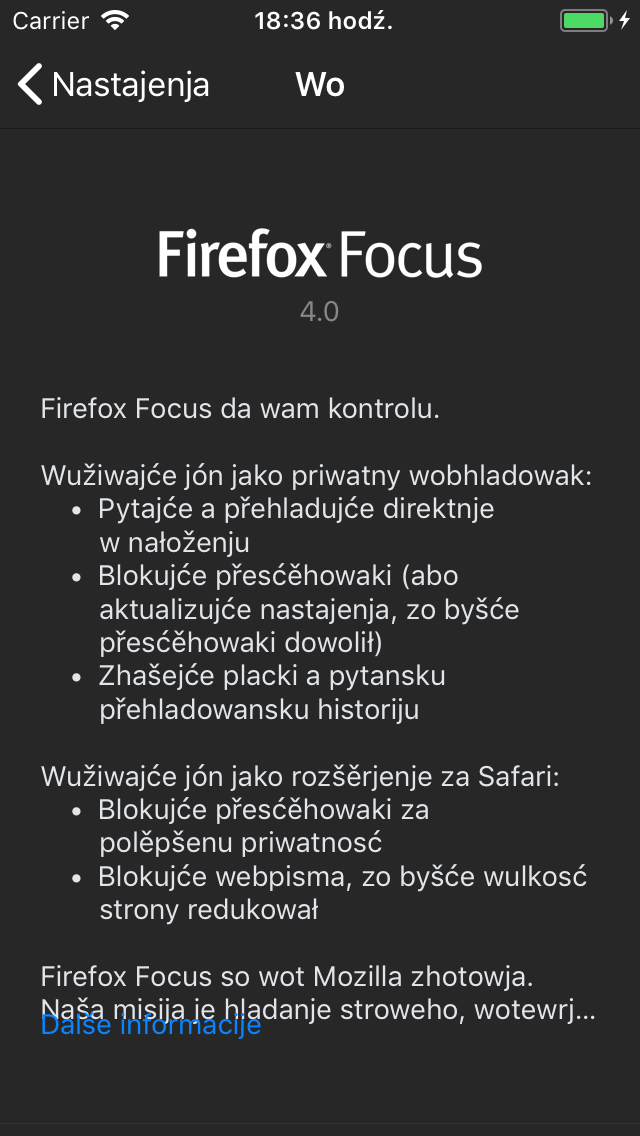 Carrier 18:36 hodź.
Nastajenja Wo
Firefox Focus
4.0
Firefox Focus da wam kontrolu.
Wužiwajće jón jako priwatny wobhladowak:
• Pytajće a přehladujće direktnje
w nałoženju
• Blokujće přesćěhowaki (abo
aktualizujće nastajenja, zo byšće
přesćěhowaki dowolił)
• Zhašejće placki a pytansku
přehladowansku historiju
Wužiwajće jón jako rozšěrjenje za Safari:
• Blokujće přesćěhowaki za
polěpšenu priwatnosć
• Blokujće webpisma, zo byšće wulkosć
strony redukował
Firefox Focus so wot Mozilla zhotowja.
Naša misija je hladanje stroweho, wotewrj...
Dalše informacije